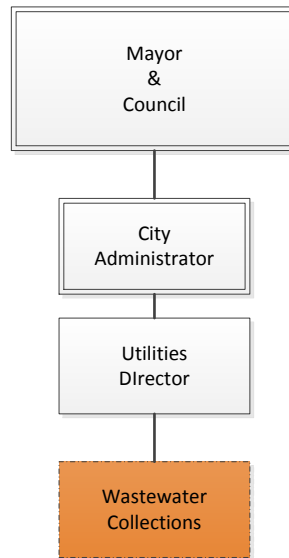 Mayor
&
Council
City
Administrator
Utilities
DIrector
Wastewater
Collections